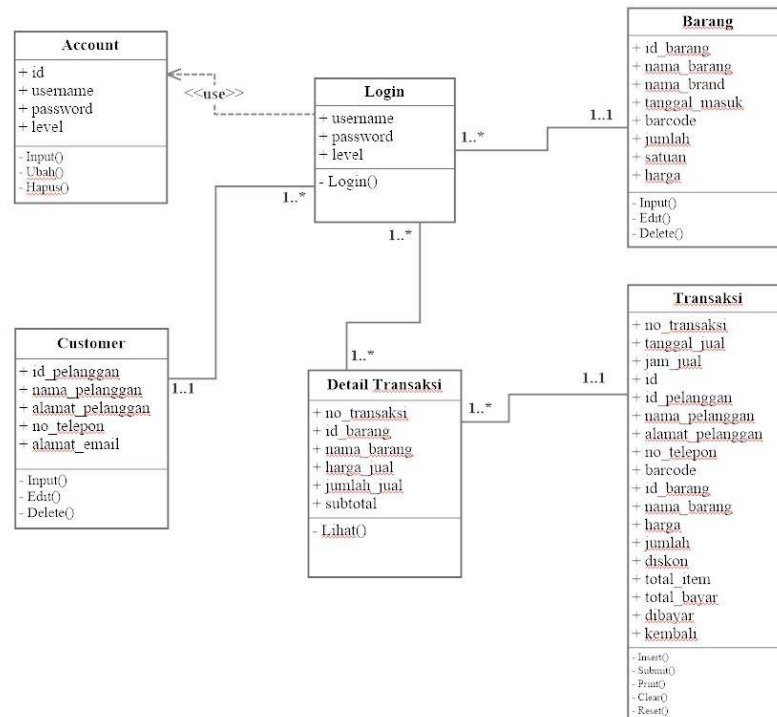 Account
+ id
+ username
+ password
+ level
- Input()
- Ubah()
- Hapus()
<<use>>
Login
+ username
+ password
+ level
- Login()
1..*
1..1
1..*
1..*
Barang
+ id_barang
+ nama_barang
+ nama_brand
+ tanggal_masuk
+ barcode
+ jumlah
+ satuan
+ harga
- Input()
- Edit()
- Delete()
Customer
+ id_pelanggan
+ nama_pelanggan
+ alamat_pelanggan
+ no_telepon
+ alamat_email
- Input()
- Edit()
- Delete()
1..1
1..*
Detail Transaksi
+ no_transaksi
+ id_barang
+ nama_barang
+ harga_jual
+ jumlah_jual
+ subtotal
- Lihat()
1..*
1..1
Transaksi
+ no_transaksi
+ tanggal_jual
+ jam_jual
+ id
+ id_pelanggan
+ nama_pelanggan
+ alamat_pelanggan
+ no_telepon
+ barcode
+ id_barang
+ nama_barang
+ harga
+ jumlah
+ diskon
+ total_item
+ total_bayar
+ dibayar
+ kembali
- Insert()
- Submit()
- Print()
- Clear()
- Reset()